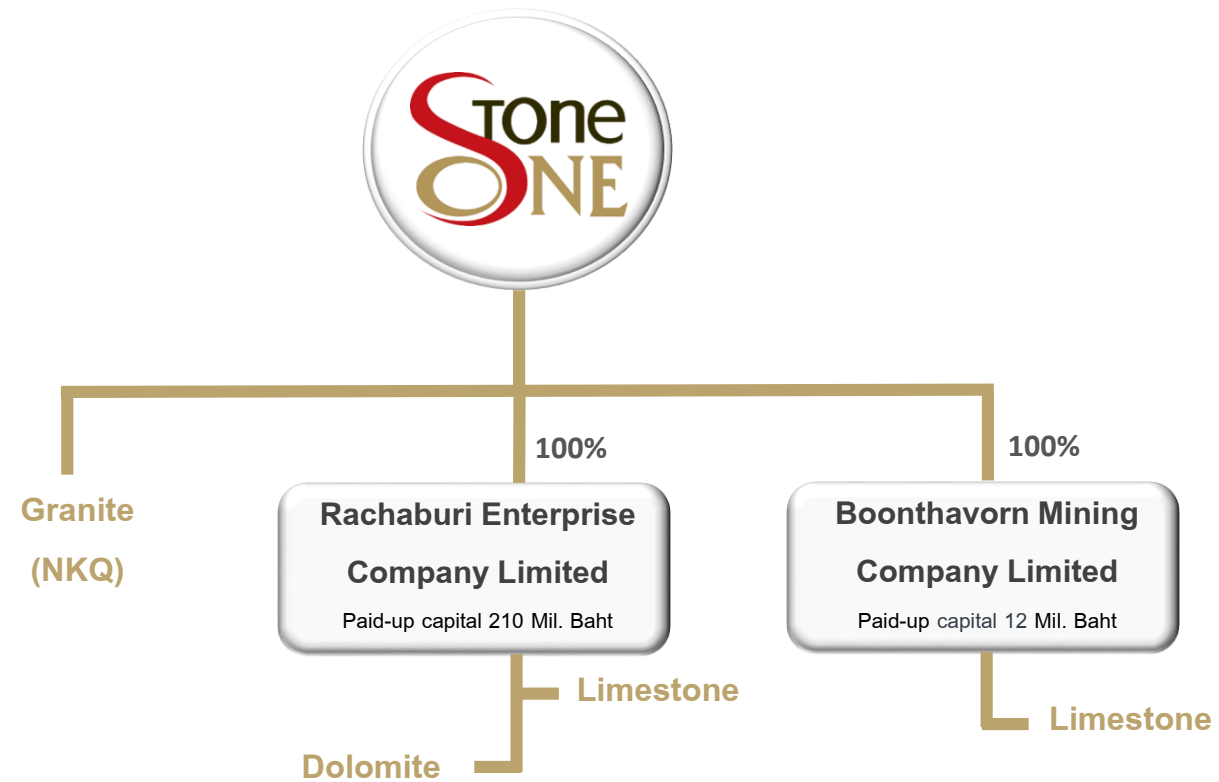 STONE
ONE
100%
100%
Granite
(NKQ)
Rachaburi Enterprise
Company Limited
Paid-up capital 210 Mil. Baht
Boonthavorn Mining
Company Limited
Paid-up capital 12 Mil. Baht
Limestone
Limestone
Dolomite